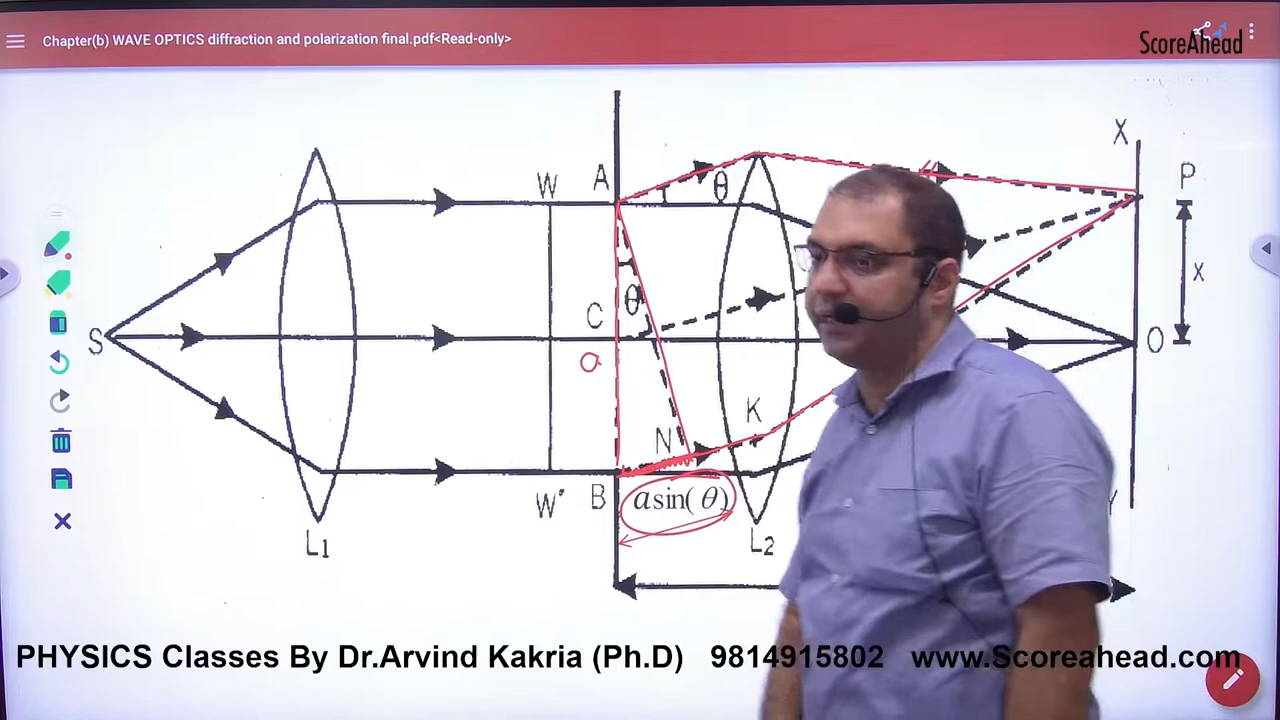 Chapter(b) WAVE OPTICS diffraction and polarization final.pdf<Read-only>
ScoreAhead
X
P
W
A
θ
θ
X
C
S
O
a
K
N
W'
B
a sin( θ )
L1
L2
PHYSICS Classes By Dr.Arvind Kakria (Ph.D) 9814915802 www.Scoreahead.com